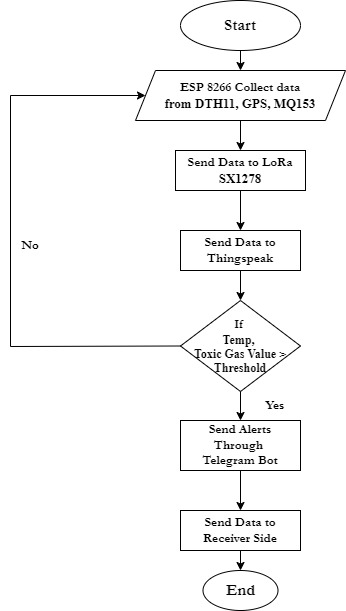 Start
ESP 8266 Collect data
from DTH11, GPS, MQ153
Send Data to LoRa
SX1278
Send Data to
Thingspeak
If
Temp,
Toxic Gas Value >
Threshold
No
Yes
Send Alerts
Through
Telegram Bot
Send Data to
Receiver Side
End